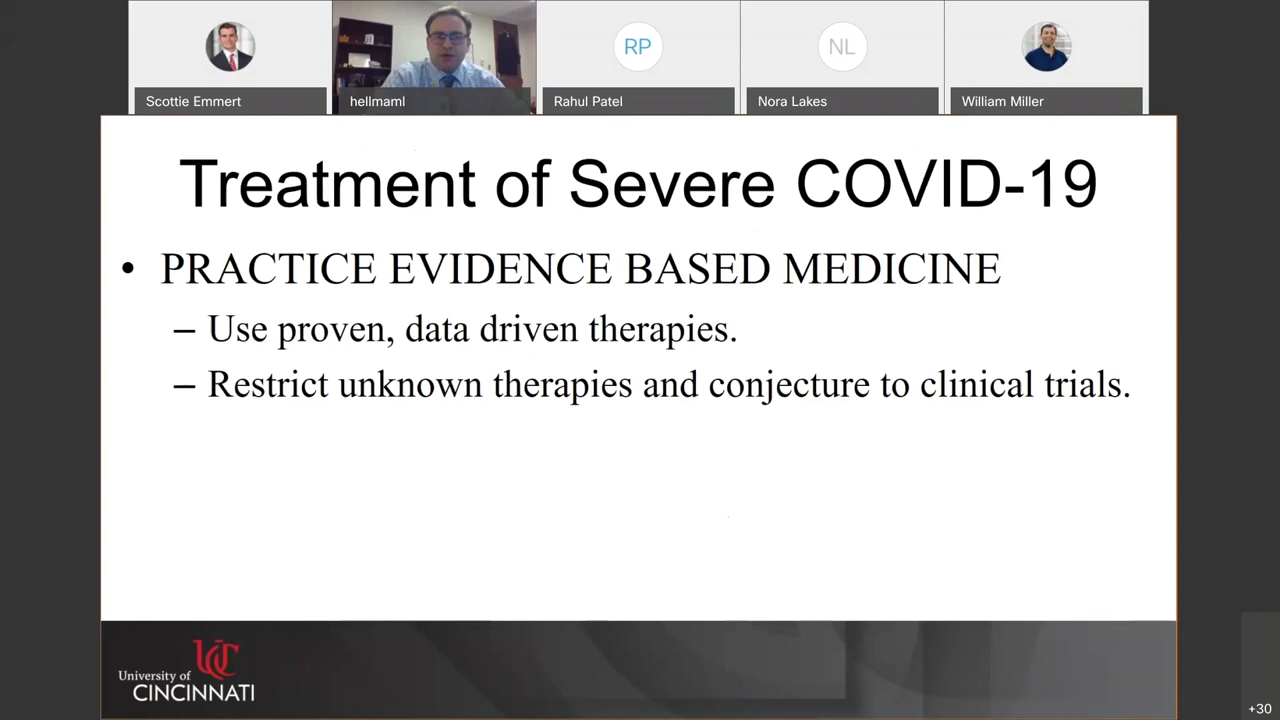 RP
NL
Scottie Emmert
hellmaml
Rahul Patel
Nora Lakes
William Miller
Treatment of Severe COVID-19
• PRACTICE EVIDENCE BASED MEDICINE
– Use proven, data driven therapies.
– Restrict unknown therapies and conjecture to clinical trials.
UC
University of
CINCINNATI
+30